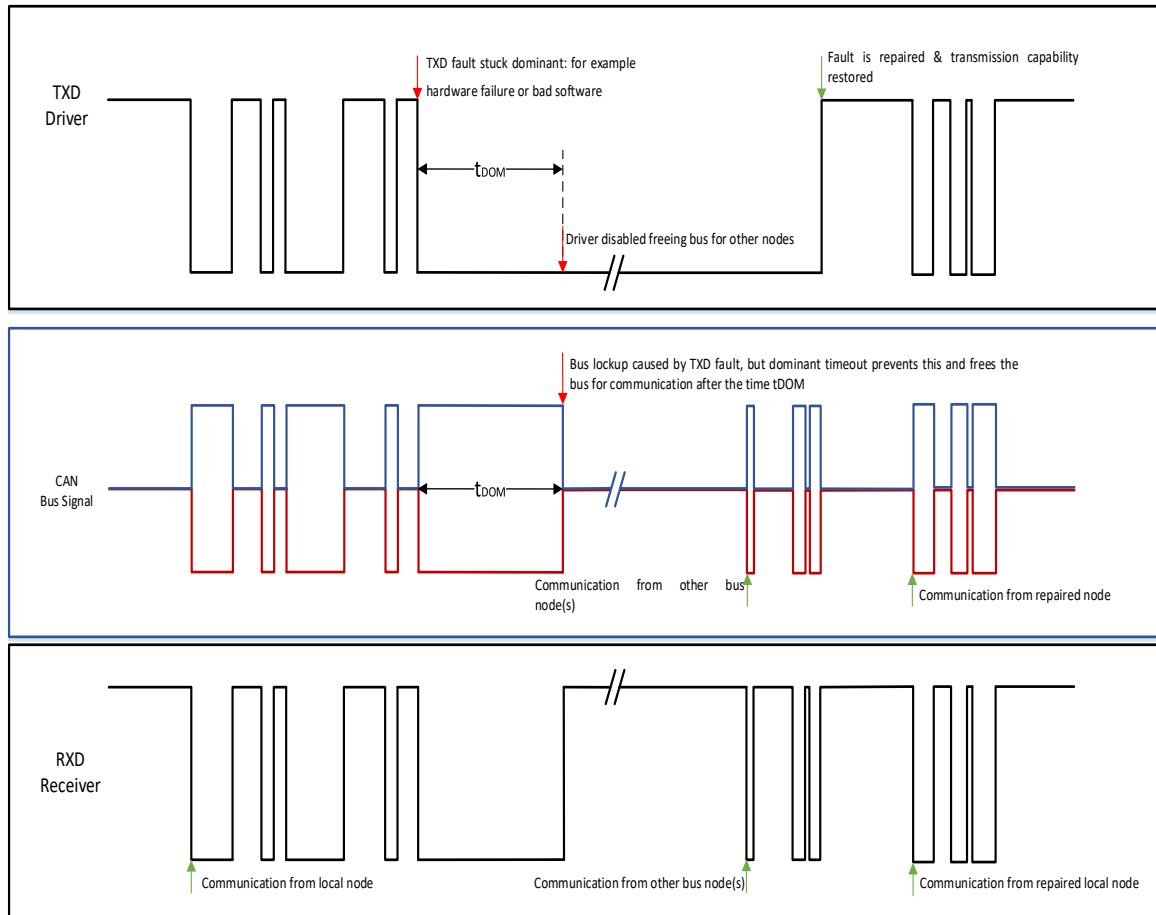 TXD
Driver
TXD fault stuck dominant: for example
hardware failure or bad software
Fault is repaired & transmission capability
restored
tDOM
Driver disabled freeing bus for other nodes
Bus lockup caused by TXD fault, but dominant timeout prevents this and frees the
bus for communication after the time tDOM
CAN
Bus Signal
tDOM
Communication from other bus
node(s)
Communication from repaired node
RXD
Receiver
Communication from local node
Communication from other bus node(s)
Communication from repaired local node